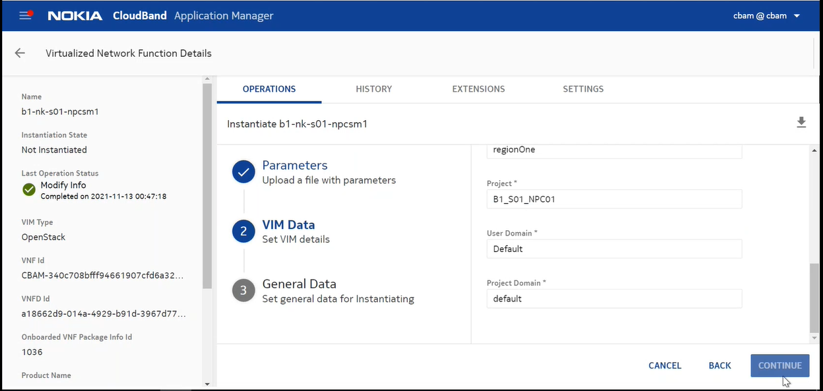 NOKIA CloudBand Application Manager
cbam @ cbam
Virtualized Network Function Details
Name
b1-nk-s01-npcsm1
Instantiation State
Not Instantiated
Last Operation Status
Modify Info
Completed on 2021-11-13 00:47:18
VIM Type
OpenStack
VNF Id
CBAM-340c708bfff94661907cfd6a32...
VNFD Id
a18662d9-014a-4929-b91d-3967d77...
Onboarded VNF Package Info Id
1036
Product Name
OPERATIONS HISTORY EXTENSIONS SETTINGS
Instantiate b1-nk-s01-npcsm1
Parameters
Upload a file with parameters
2 VIM Data
Set VIM details
3 General Data
Set general data for Instantiating
regionOne
Project *
B1_S01_NPC01
User Domain *
Default
Project Domain *
default
CANCEL BACK CONTINUE